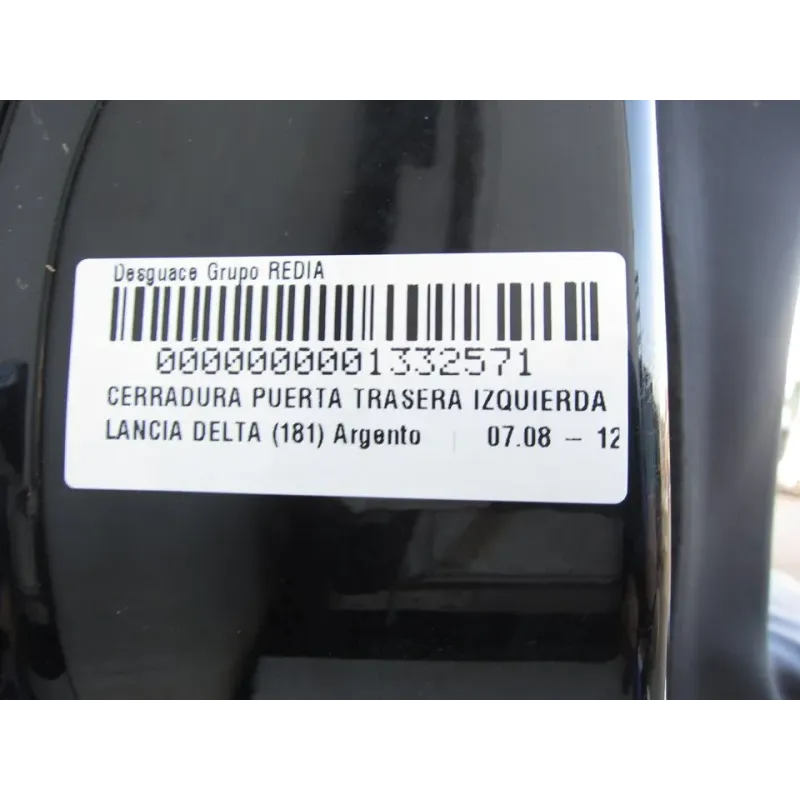 Desguace Grupo REDIA
0000000001332571
CERRADURA PUERTA TRASERA IZQUIERDA
LANCIA DELTA (181) Argento 07.08 – 12